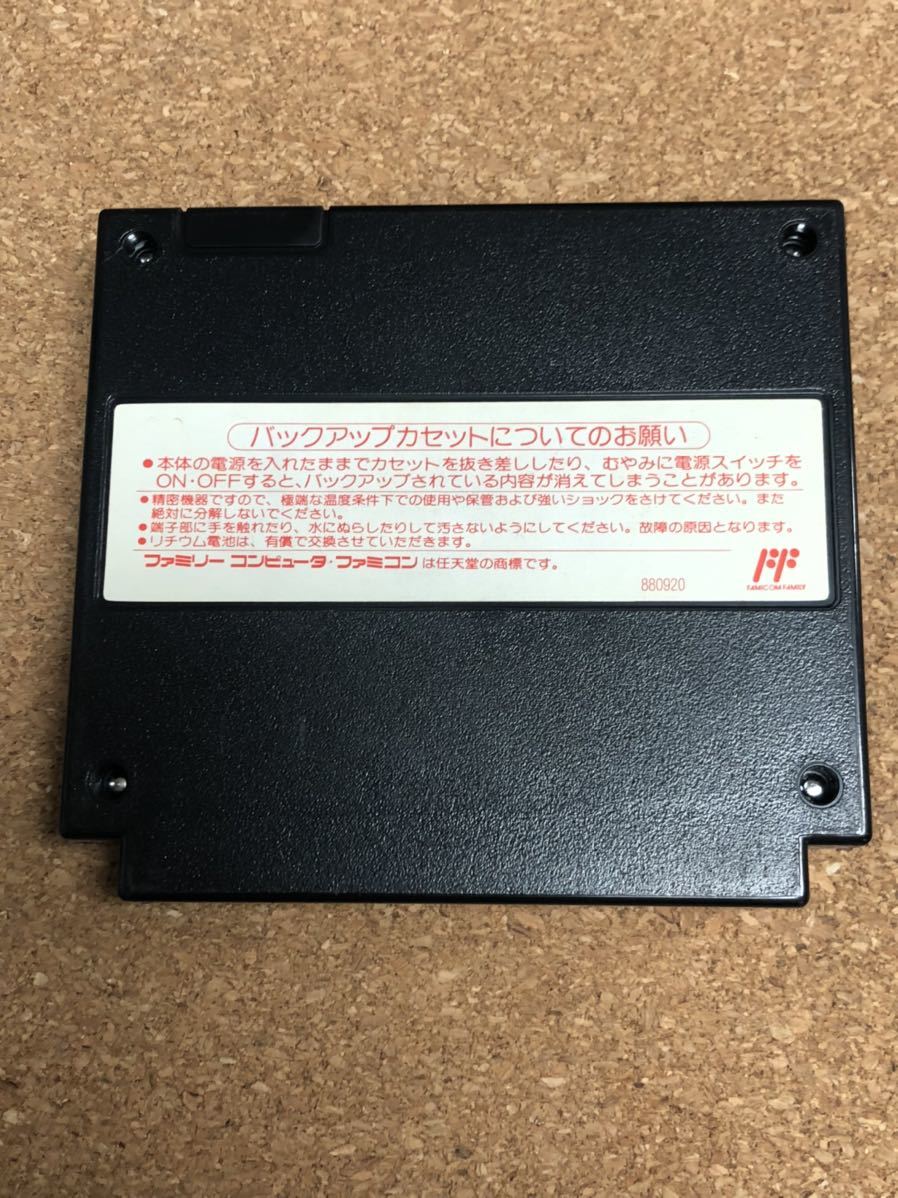 バックアップカセットについてのお願い
●本体の電源を入れたままでカセットを抜き差ししたり、むやみに電源スイッチを
ON・OFFすると、バックアップされている内容が消えてしまうことがあります。
●精密機器ですので、極端な温度条件下での使用や保管および強いショックをさけてください。また
絶対に分解しないでください。
●端子部に手を触れたり、水にぬらしたりして汚さないようにしてください。故障の原因となります。
●リチウム電池は、有償で交換させていただきます。
ファミリー コンピュータ・ファミコンは任天堂の商標です。
880920
FAMICOM FAMILY